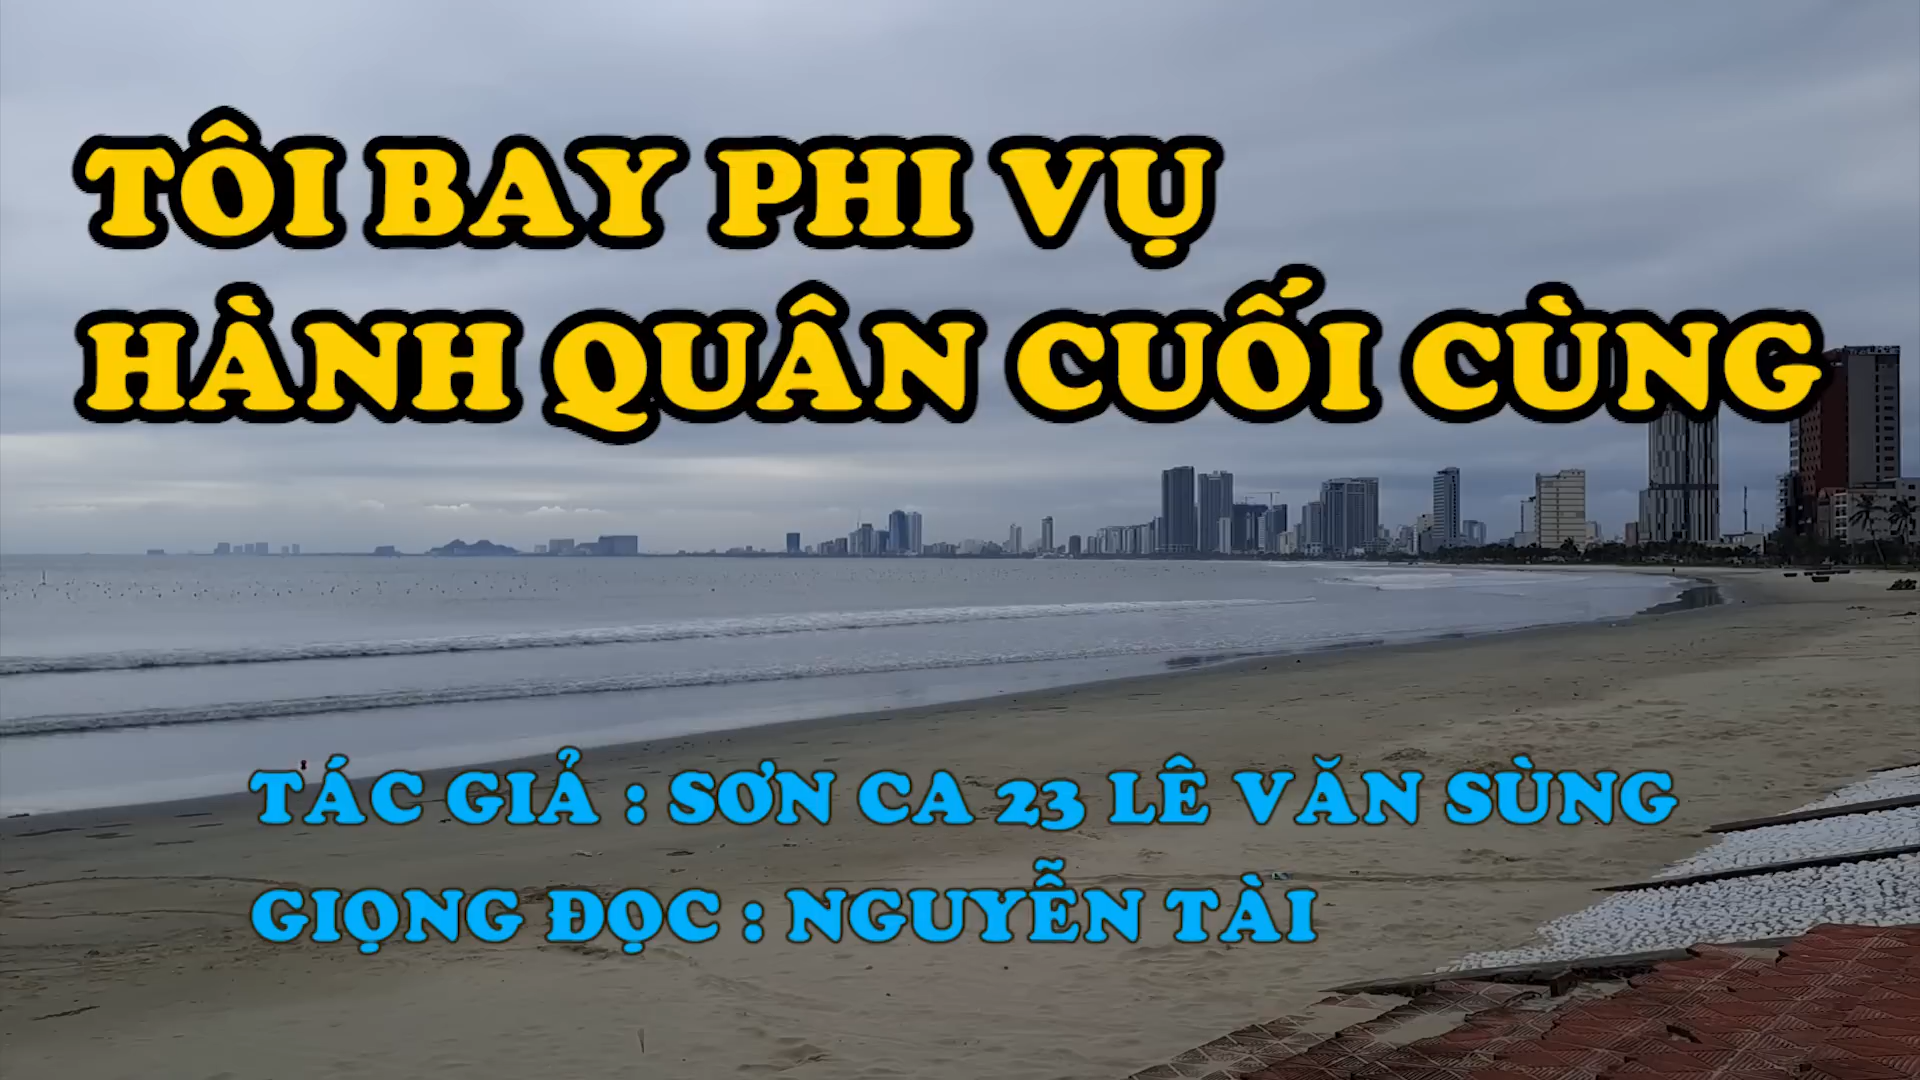 TÔI BAY PHI VỤ
HÀNH QUÂN CUỐI CÙNG
TÁC GIẢ : SƠN CA 23 LÊ VĂN SÙNG
GIỌNG ĐỌC : NGUYỄN TÀI